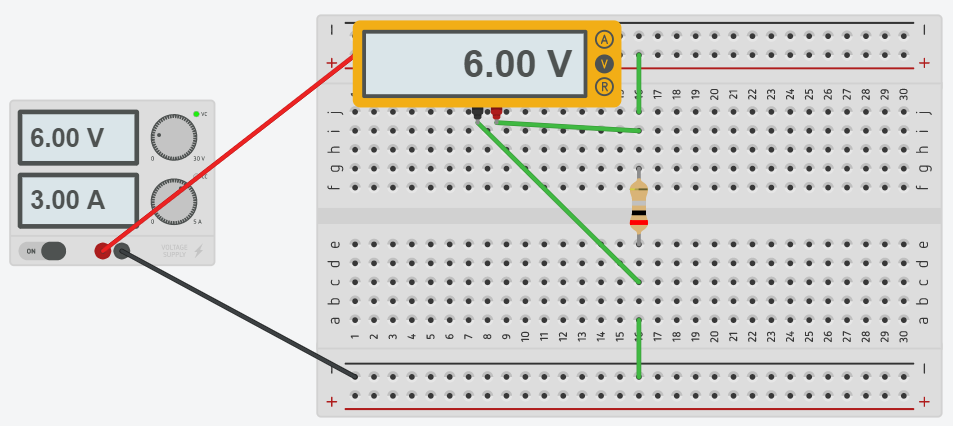 6.00 V
A
V
R
+
+
15 16 17 18 19 20 21 22 23 24 25 26 27 28 29 30
j
j
i
i
h
h
g
g
f
f
6.00 V
VC
0
30 V
3.00 A
0
5 A
ON
VOLTAGE
SUPPLY
e
e
d
d
c
c
b
b
a
a
1 2 3 4 5 6 7 8 9 10 11 12 13 14 15 16 17 18 19 20 21 22 23 24 25 26 27 28 29 30
+
+